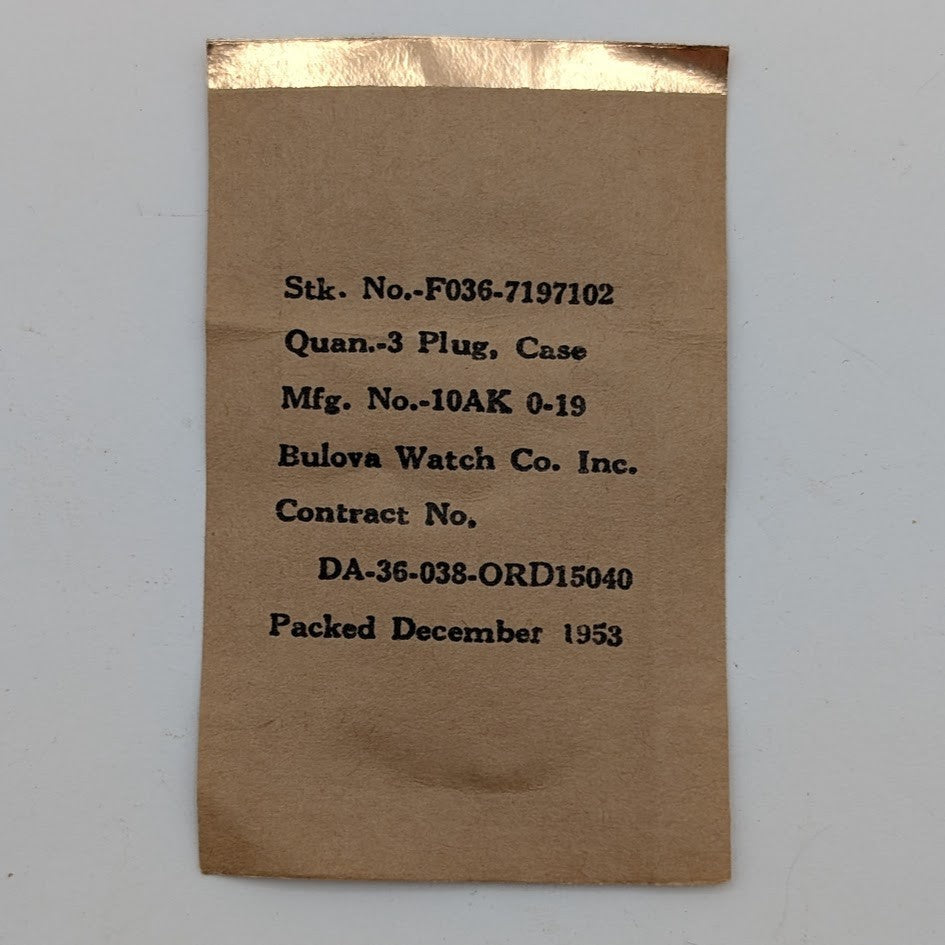 Stk. No.-F036-7197102
Quan.-3 Plug, Case
Mfg. No.-10AK 0-19
Bulova Watch Co. Inc.
Contract No.
DA-36-038-ORD15040
Packed December 1953